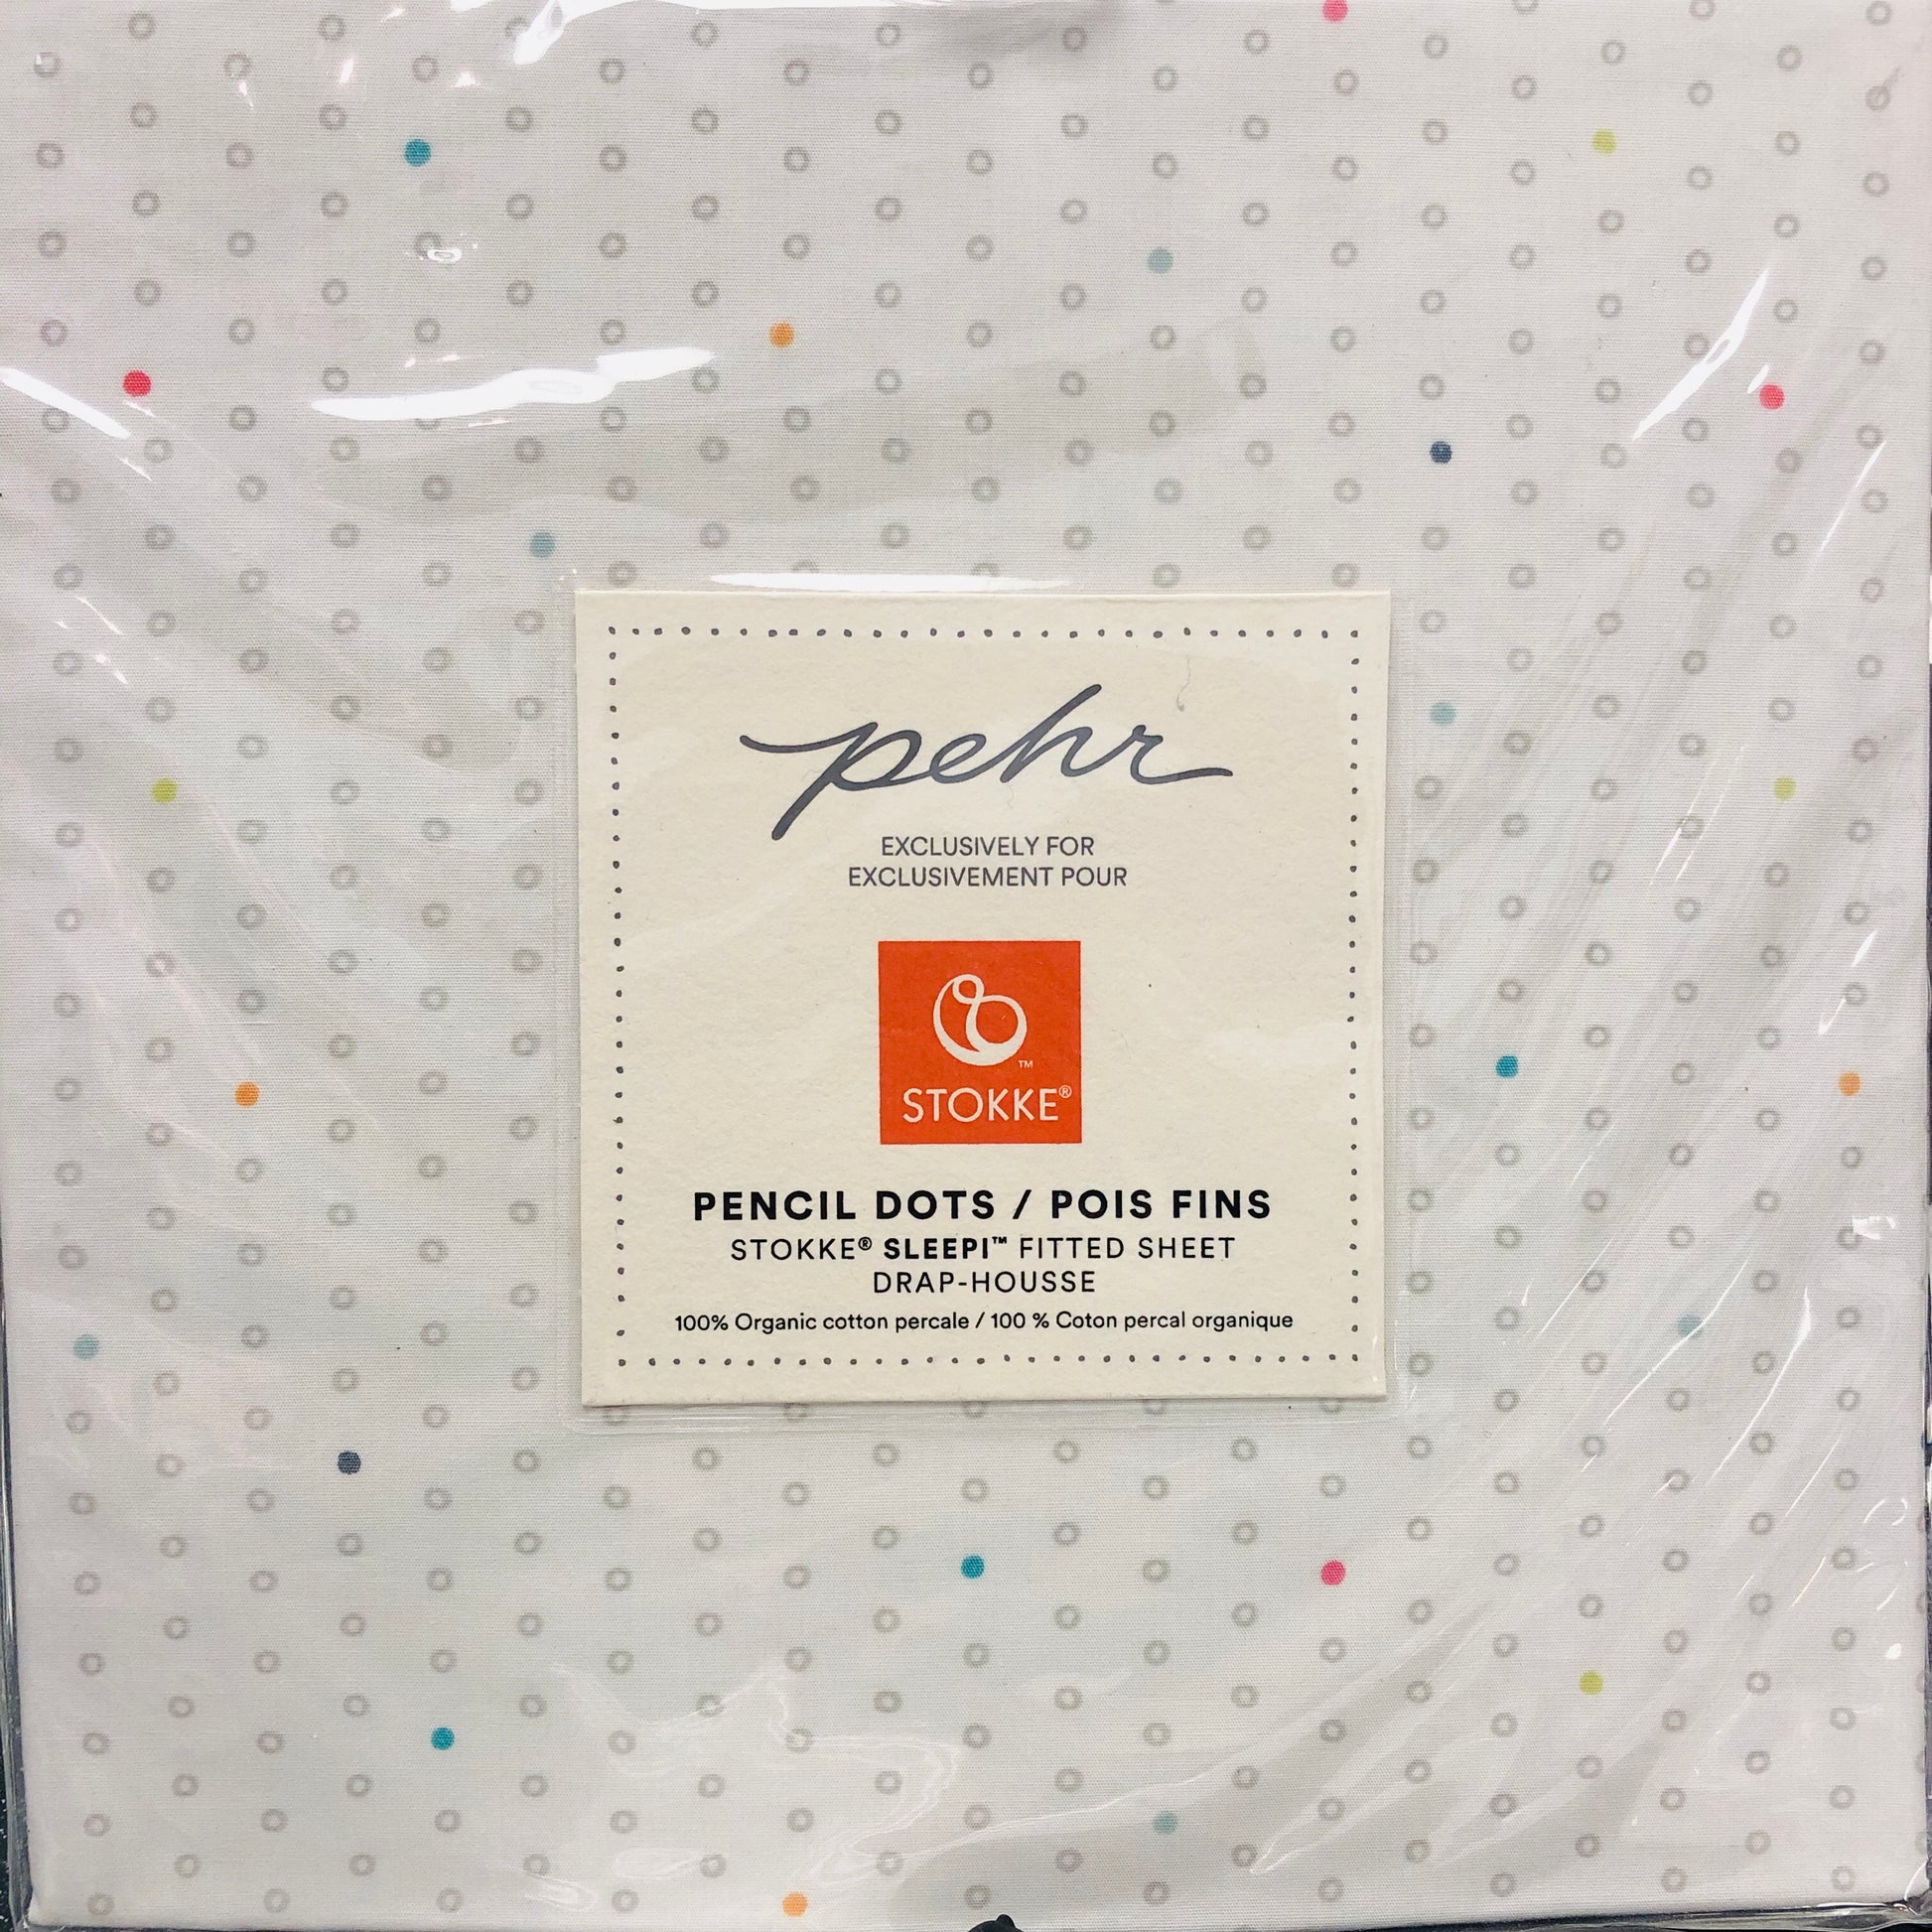 pehr
EXCLUSIVELY FOR
EXCLUSIVEMENT POUR
™
STOKKE®
PENCIL DOTS / POIS FINS
STOKKE® SLEEPI™ FITTED SHEET
DRAP-HOUSSE
100% Organic cotton percale / 100 % Coton percal organique